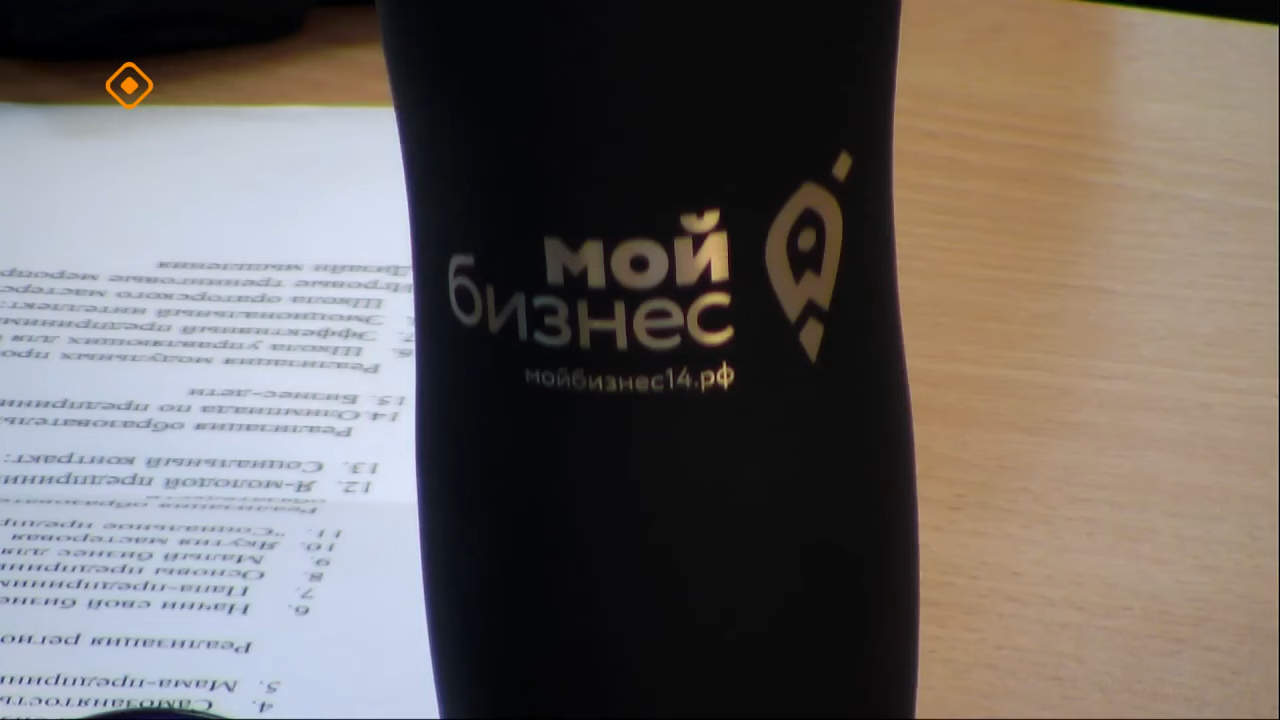 мой
бизнес
мойбизнес14.рф
4. Самозанятость
5. Мама-предприни
Реализация регио
6. Начни свой бизне
7. Папа-предприним
8. Основы предприни
9. Малый бизнес для
10. Якутия мастеровая
11. "Социальное предпр
Реализация
12. Я-молодой предприни
13. Социальный контракт:
Реализация образователь
14. Олимпиада по предприни
15. Бизнес-дети
Реализация модульных про
6. Школа управляющих для
7. Эффективный предприним
Эмоциональный интеллект:
Школа ораторского мастерс
Игровые тренинговые меропр
Дизайн мышления